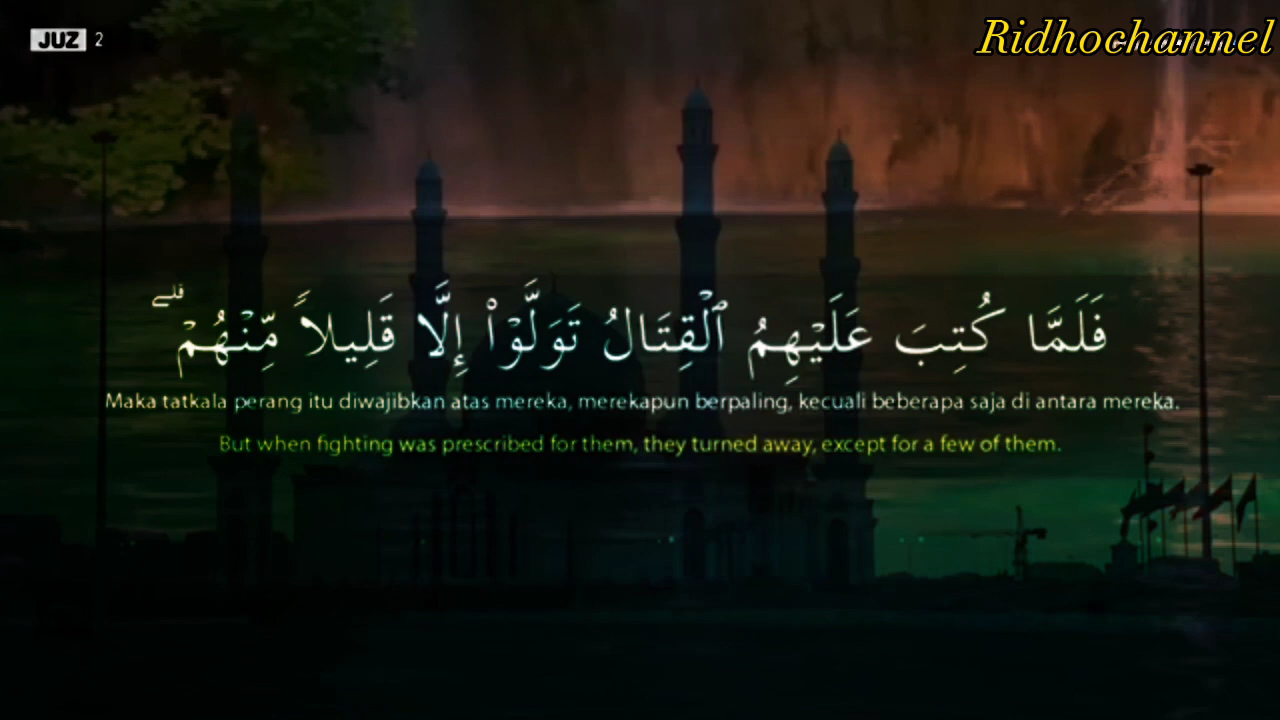 JUZ 2
Ridhochannel
فَلَمَّا كُتِبَ عَلَيْهِمُ ٱلْقِتَالُ تَوَلَّوْا۟ إِلَّا قَلِيلاً مِّنْهُمْ ۗ
Maka tatkala perang itu diwajibkan atas mereka, merekapun berpaling, kecuali beberapa saja di antara mereka.
But when fighting was prescribed for them, they turned away, except for a few of them.